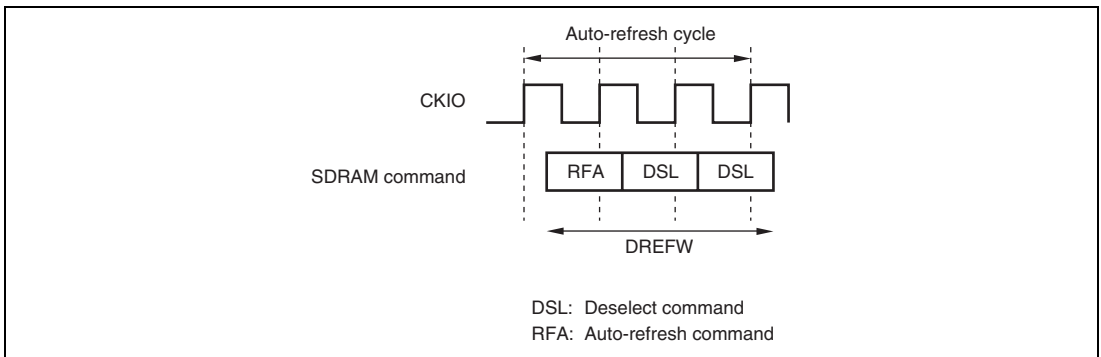 Auto-refresh cycle
CKIO
SDRAM command
RFA DSL DSL
DREFW
DSL: Deselect command
RFA: Auto-refresh command